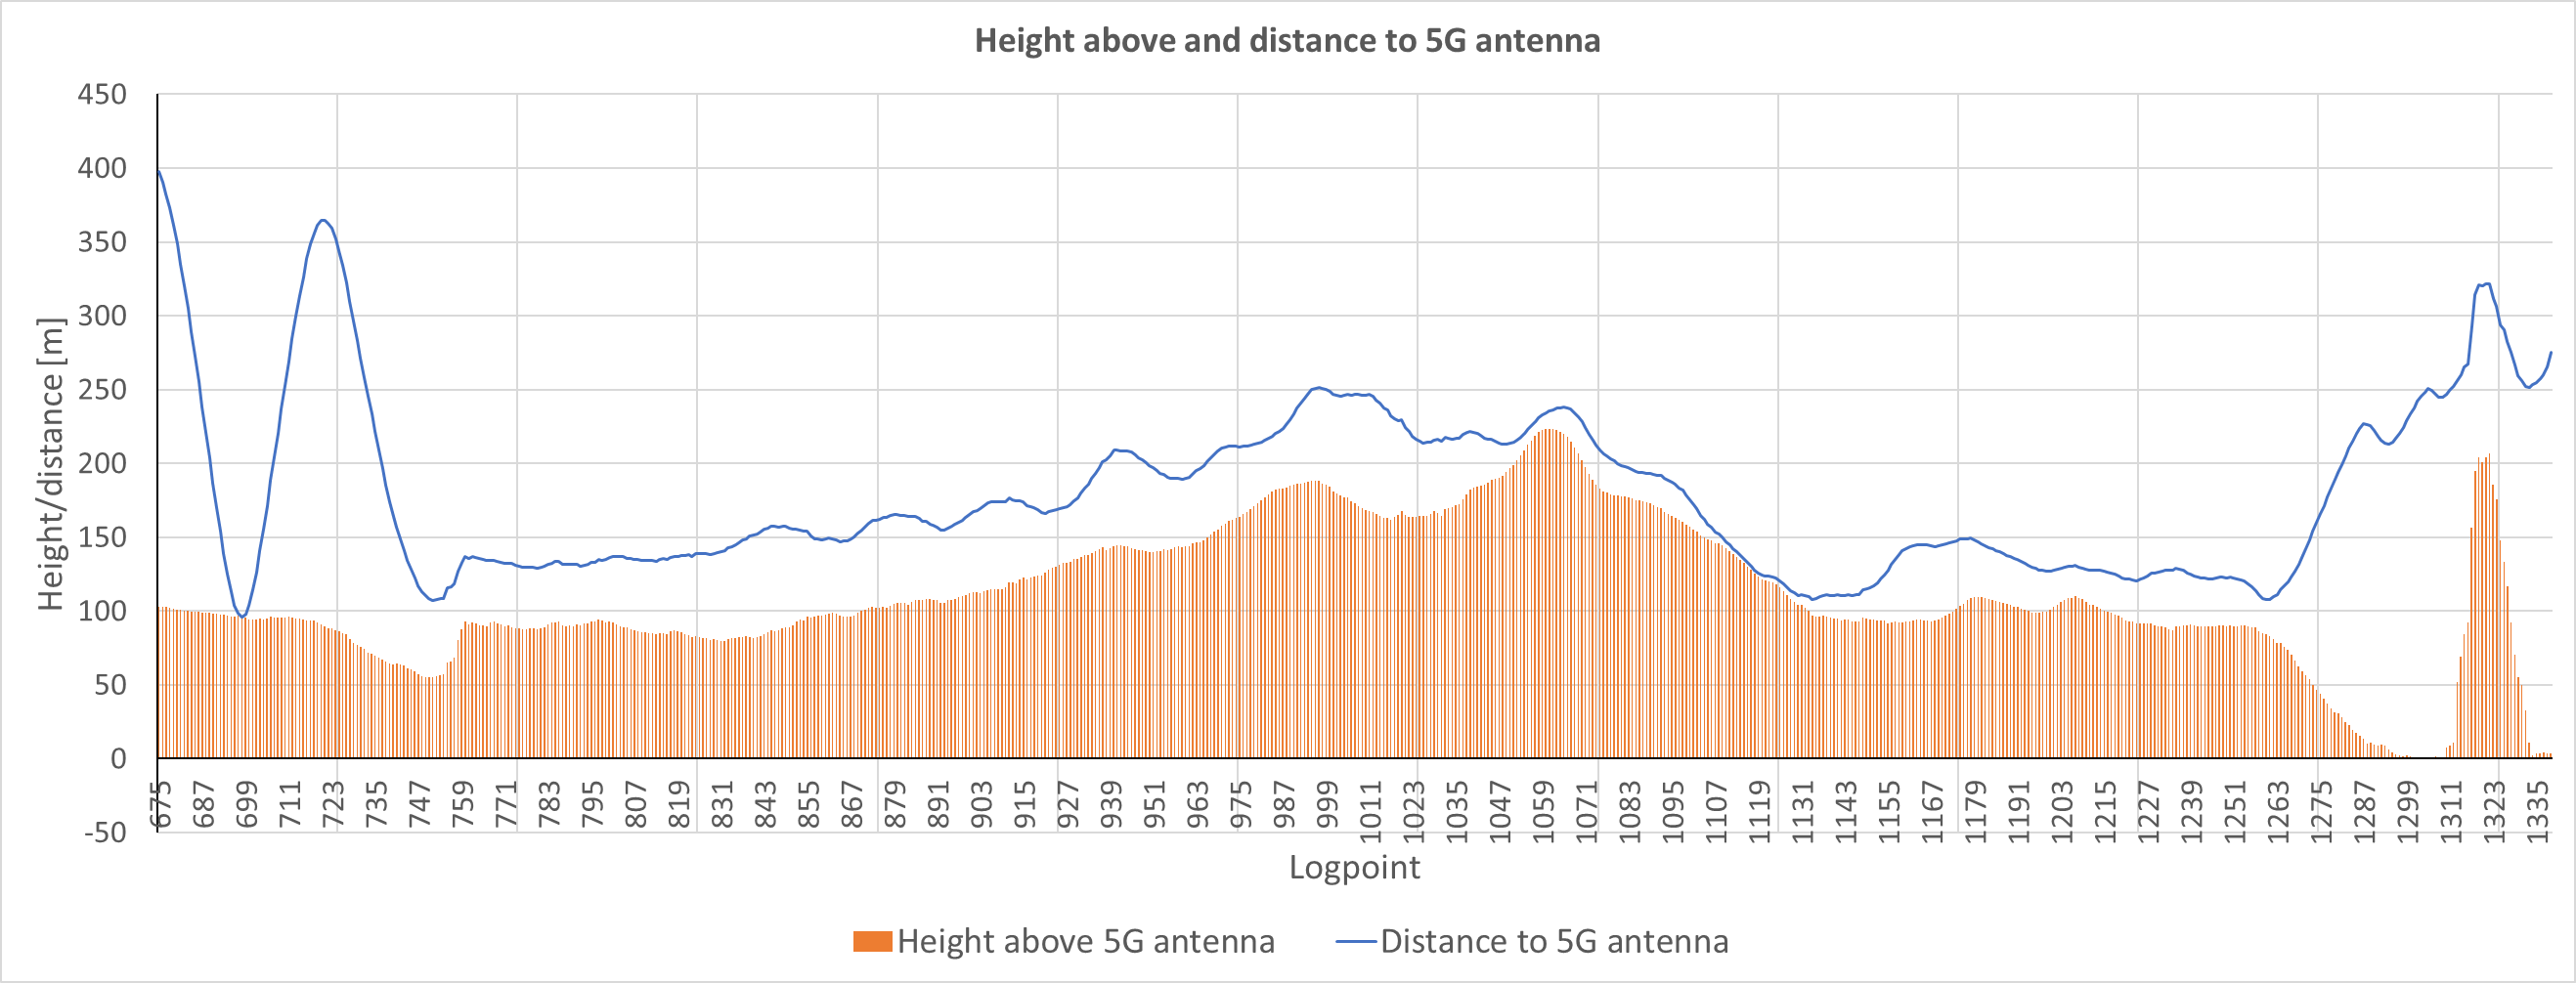 Height above and distance to 5G antenna
450
400
350
300
250
200
150
100
50
0
-50
Height/distance [m]
675 687 699 711 723 735 747 759 771 783 795 807 819 831 843 855 867 879 891 903 915 927 939 951 963 975 987 999 1011 1023 1035 1047 1059 1071 1083 1095 1107 1119 1131 1143 1155 1167 1179 1191 1203 1215 1227 1239 1251 1263 1275 1287 1299 1311 1323 1335
Logpoint
Height above 5G antenna Distance to 5G antenna